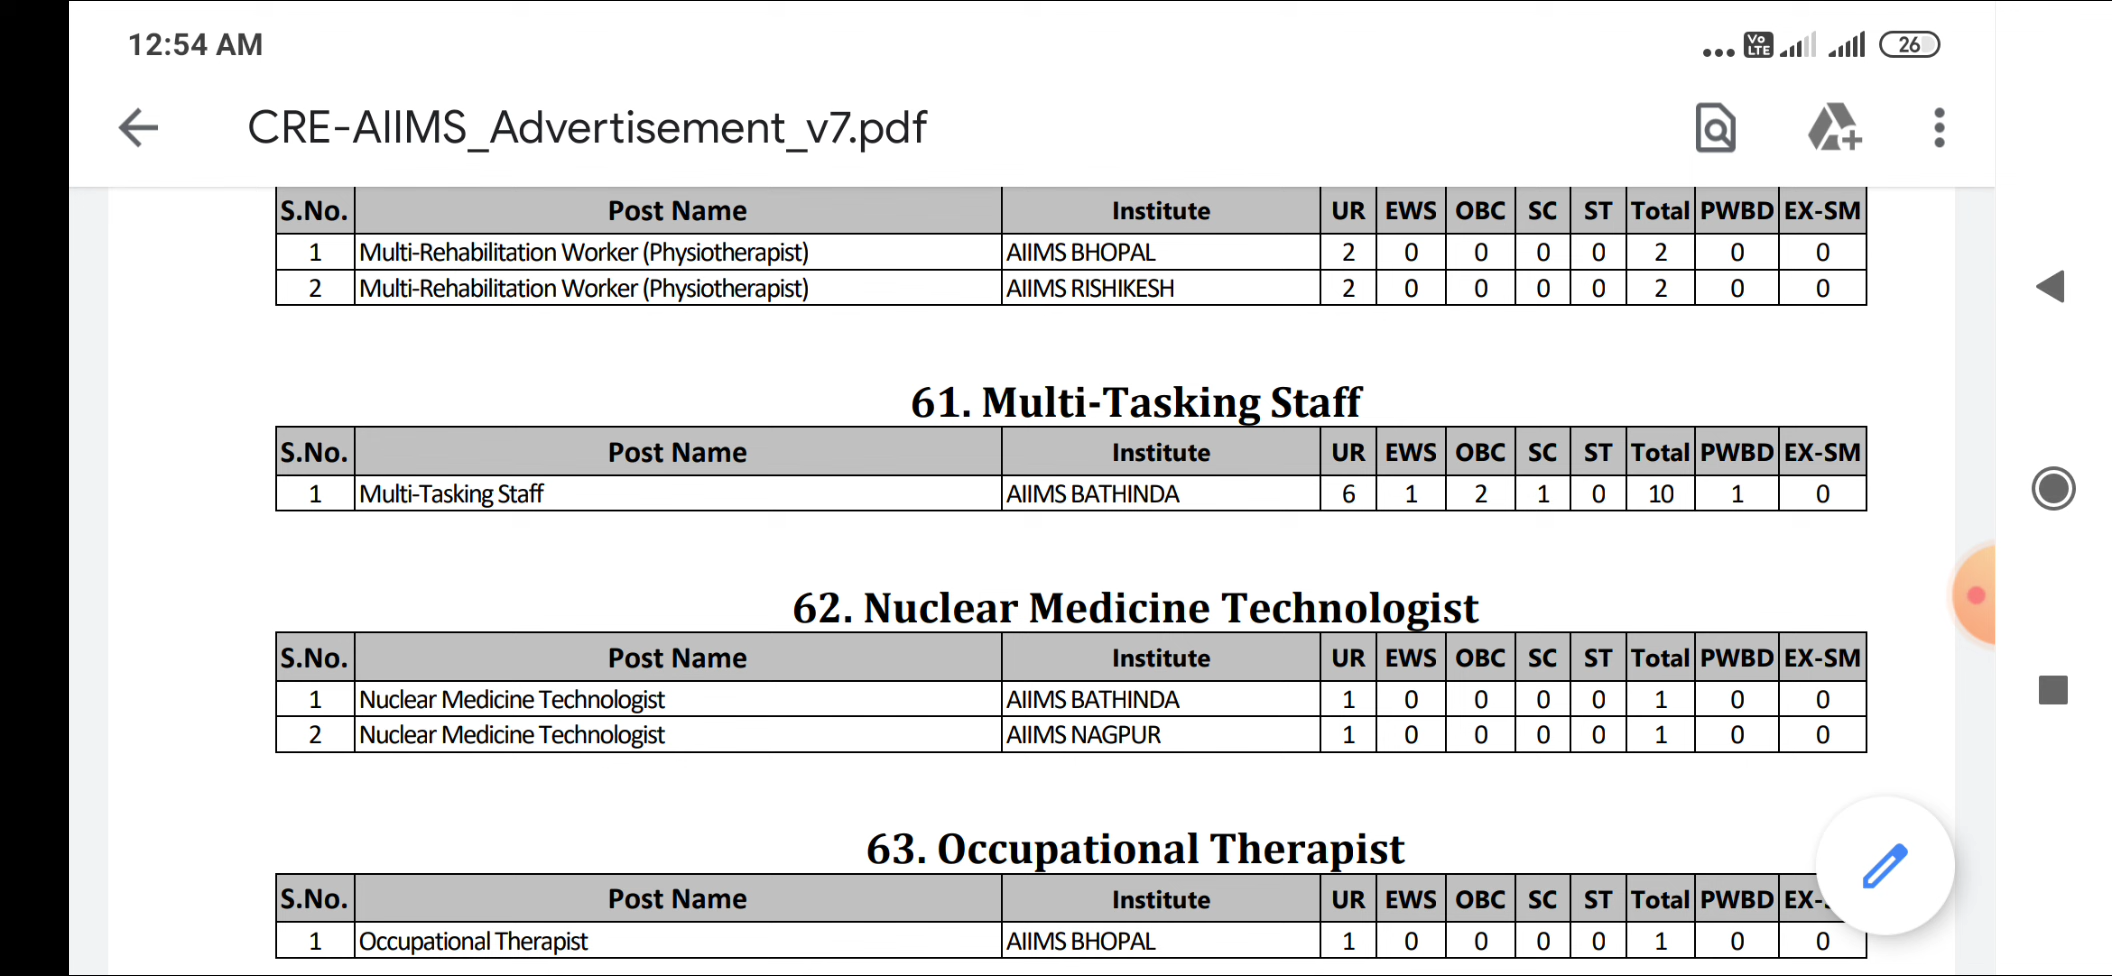 12:54 AM
Vo LTE 26
CRE-AIIMS_Advertisement_v7.pdf
S.No. Post Name Institute UR EWS OBC SC ST Total PWBD EX-SM
1 Multi-Rehabilitation Worker (Physiotherapist) AIIMS BHOPAL 2 0 0 0 0 2 0 0
2 Multi-Rehabilitation Worker (Physiotherapist) AIIMS RISHIKESH 2 0 0 0 0 2 0 0
61. Multi-Tasking Staff
S.No. Post Name Institute UR EWS OBC SC ST Total PWBD EX-SM
1 Multi-Tasking Staff AIIMS BATHINDA 6 1 2 1 0 10 1 0
62. Nuclear Medicine Technologist
S.No. Post Name Institute UR EWS OBC SC ST Total PWBD EX-SM
1 Nuclear Medicine Technologist AIIMS BATHINDA 1 0 0 0 0 1 0 0
2 Nuclear Medicine Technologist AIIMS NAGPUR 1 0 0 0 0 1 0 0
63. Occupational Therapist
S.No. Post Name Institute UR EWS OBC SC ST Total PWBD EX-
1 Occupational Therapist AIIMS BHOPAL 1 0 0 0 0 1 0 0